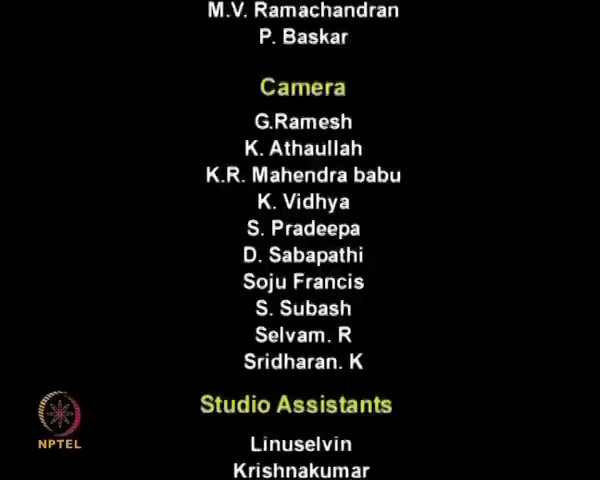 M.V. Ramachandran
P. Baskar
Camera
G.Ramesh
K. Athaullah
K.R. Mahendra babu
K. Vidhya
S. Pradeepa
D. Sabapathi
Soju Francis
S. Subash
Selvam. R
Sridharan. K
Studio Assistants
Linuselvin
Krishnakumar
NPTEL